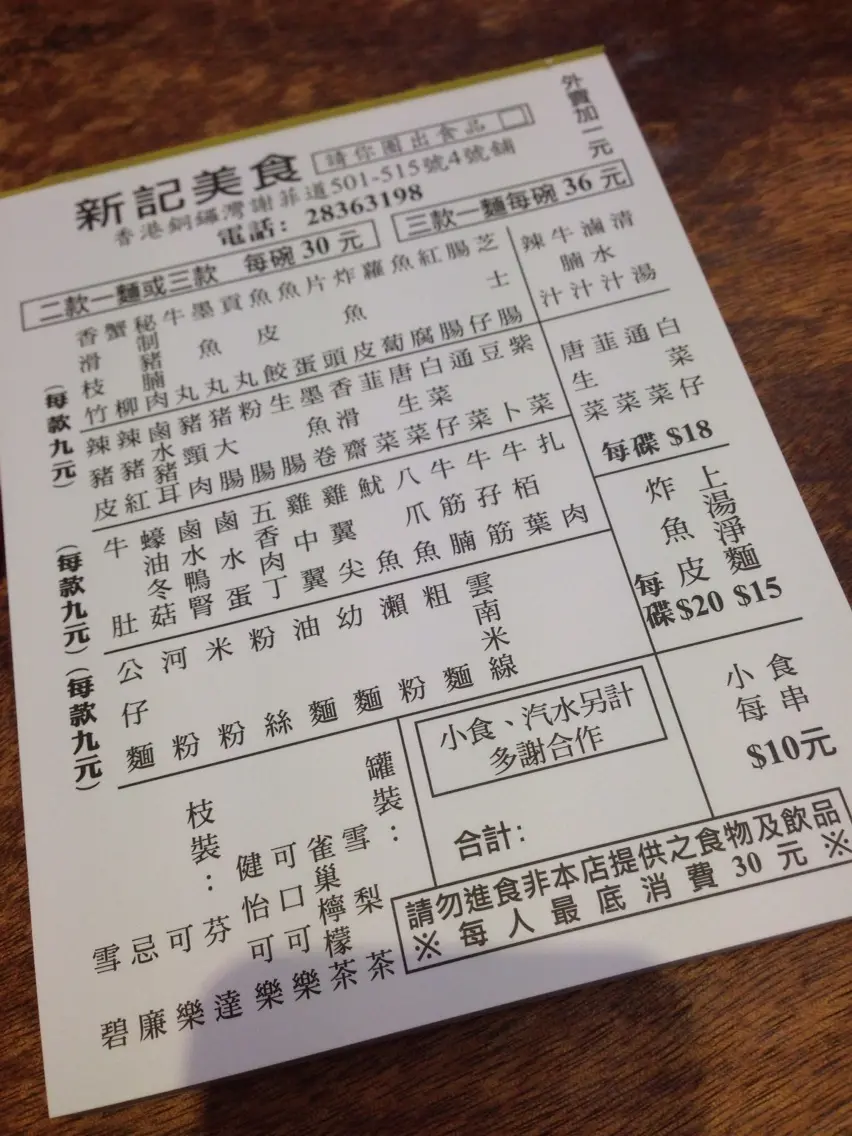 外賣加一元
新記美食
請你圈出食品
香港銅鑼灣謝菲道501-515號4號舖
電話: 28363198
二款一麵或三款 每碗 30 元
三款一麵每碗 36 元
(每款九元)
香滑枝竹
蟹柳
秘制豬腩肉
牛丸
墨魚丸
貢丸
魚皮餃
魚蛋
片頭
炸魚皮
蘿蔔
魚腐
紅腸
腸仔
芝士腸
辣豬皮
辣豬紅
鹵水豬耳
豬頸肉
豬大腸
粉腸
生腸
墨魚卷
香滑齋
韮菜
唐生菜
白菜仔
通菜
豆卜
紫菜
(每款九元)
牛肚
蠔油冬菇
鹵水鴨腎
鹵水蛋
五香肉丁
雞中翼
雞翼尖
魷魚
八爪魚
牛筋腩
牛孖筋
牛栢葉
扎肉
(每款九元)
公仔麵
河粉
米粉
粉絲
油麵
幼麵
瀨粉
粗麵
雲南米線
辣汁
牛腩汁
滷水汁
清湯
唐生菜
韮菜
通菜
白菜仔
每碟 $18
炸魚皮
每碟$20
上湯淨麵
$15
小食每串
$10元
罐裝:
雪梨茶
雀巢檸檬茶
可口可樂
健怡可樂
枝裝:
芬達
可樂
忌廉
雪碧
小食、汽水另計
多謝合作
合計:
請勿進食非本店提供之食物及飲品
※ 每人最底消費 30 元 ※